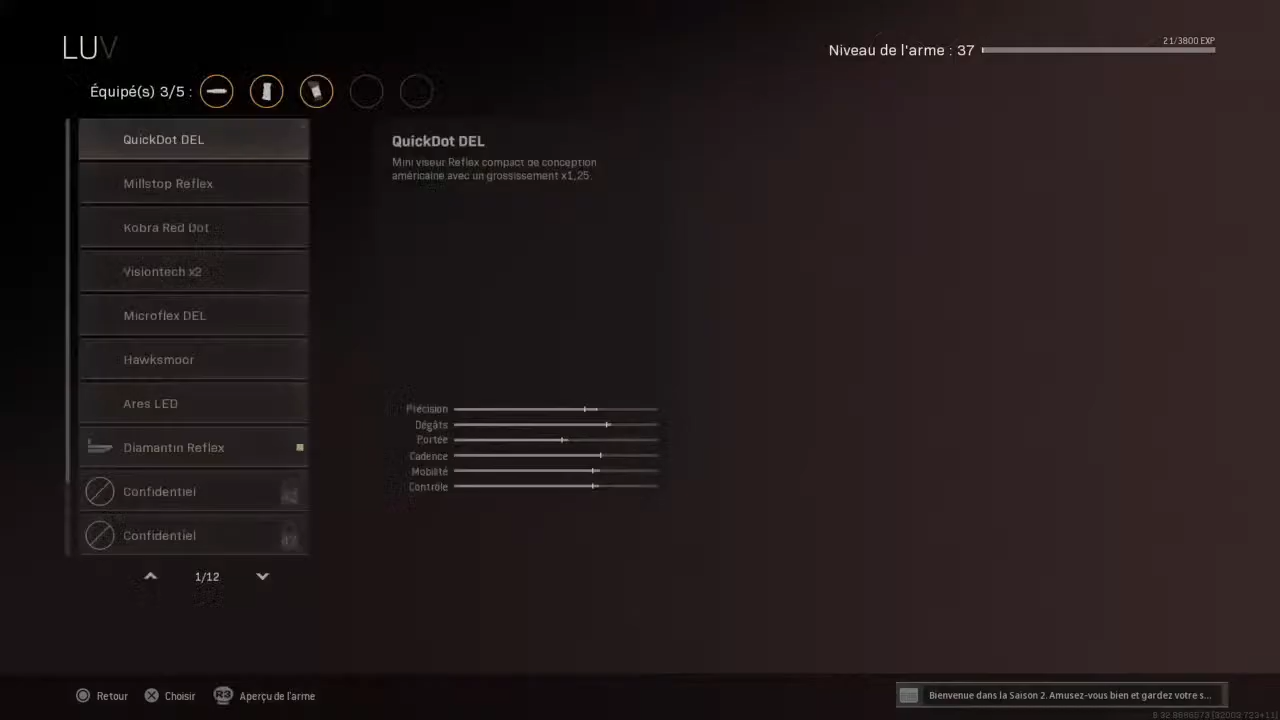 LUV
Niveau de l'arme : 37
21/3800 EXP
Équipé(s) 3/5 :
QuickDot DEL
Millstop Reflex
Kobra Red Dot
Visiontech x2
Microflex DEL
Hawksmoor
Ares LED
Diamantin Reflex
Confidentiel
Confidentiel
47
1/12
QuickDot DEL
Mini viseur Reflex compact de conception
américaine avec un grossissement x1,25.
Précision
Dégâts
Portée
Cadence
Mobilité
Contrôle
Retour
Choisir
R3
Aperçu de l'arme
Bienvenue dans la Saison 2. Amusez-vous bien et gardez votre s...